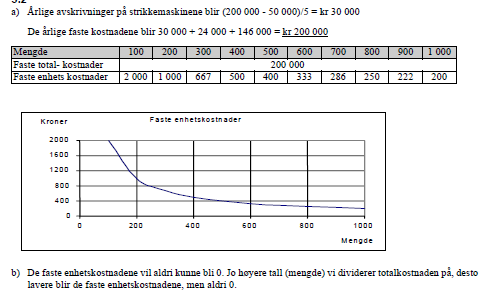 5.2
a) Årlige avskrivninger på strikkemaskinene blir (200 000 - 50 000)/5 = kr 30 000
De årlige faste kostnadene blir 30 000 + 24 000 + 146 000 = kr 200 000
Mengde 100 200 300 400 500 600 700 800 900 1 000
Faste total- kostnader 200 000
Faste enhets kostnader 2 000 1 000 667 500 400 333 286 250 222 200
Kroner Faste enhetskostnader
2000
1600
1200
800
400
0
0 200 400 600 800 1000
Mengde
b) De faste enhetskostnadene vil aldri kunne bli 0. Jo høyere tall (mengde) vi dividerer totalkostnaden på, desto
lavere blir de faste enhetskostnadene, men aldri 0.